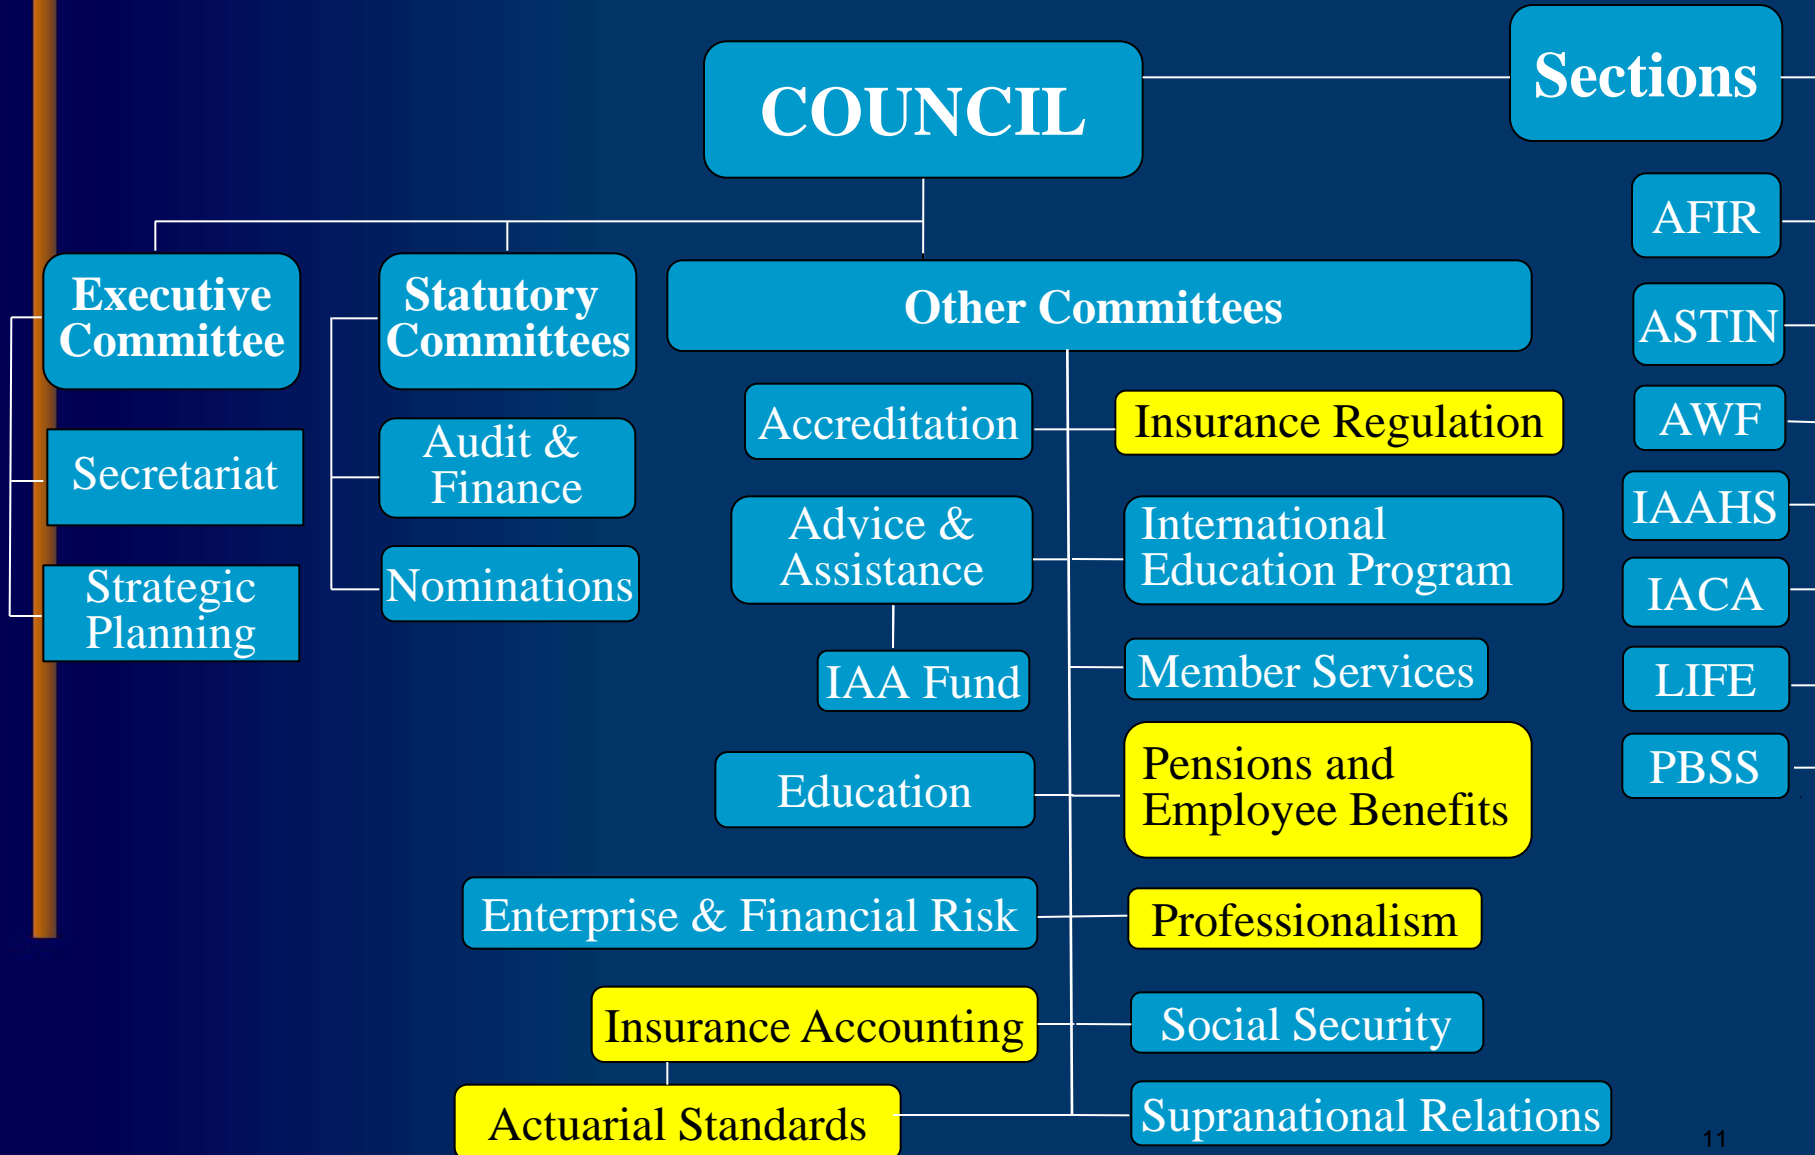 COUNCIL
Sections
Executive
Committee
Secretariat
Strategic
Planning
Statutory
Committees
Audit &
Finance
Nominations
Other Committees
Accreditation
Insurance Regulation
Advice &
Assistance
International
Education Program
IAA Fund
Member Services
Education
Pensions and
Employee Benefits
Enterprise & Financial Risk
Professionalism
Insurance Accounting
Social Security
Actuarial Standards
Supranational Relations
AFIR
ASTIN
AWF
IAAHS
IACA
LIFE
PBSS
11